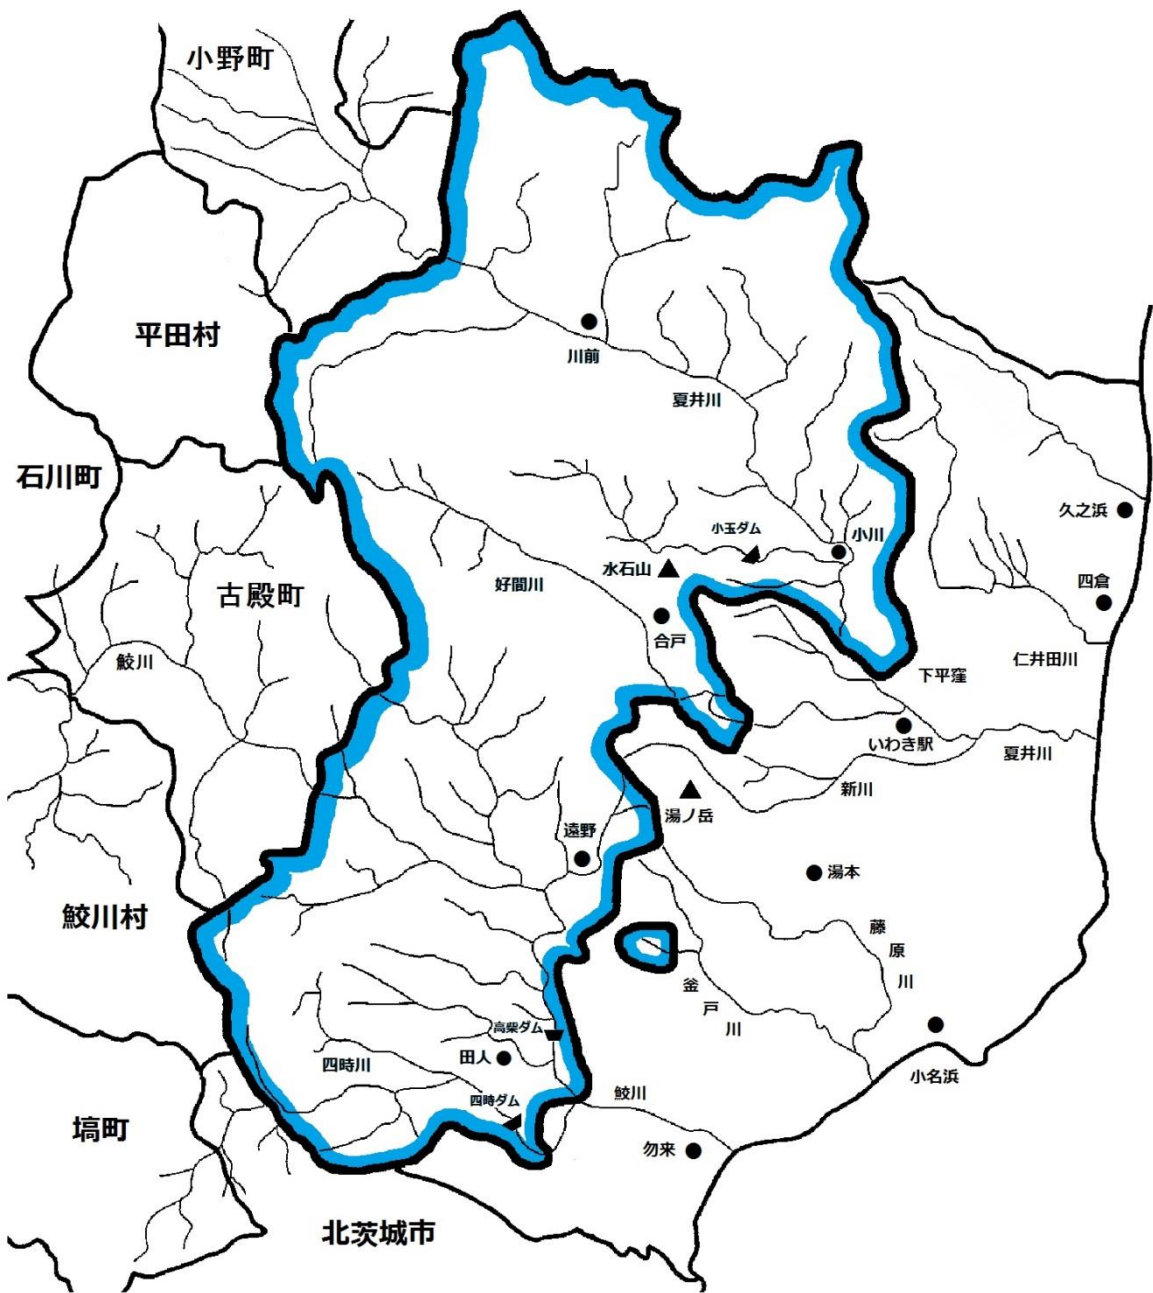 小野町
平田村
川前
夏井川
石川町
久之浜
小玉ダム
小川
水石山
好間川
四倉
古殿町
合戸
鮫川
仁井田川
下平窪
いわき駅
夏井川
新川
湯ノ岳
遠野
湯本
鮫川村
藤原川
釜戸川
高柴ダム
田人
四時川
小名浜
四時ダム
鮫川
塙町
勿来
北茨城市